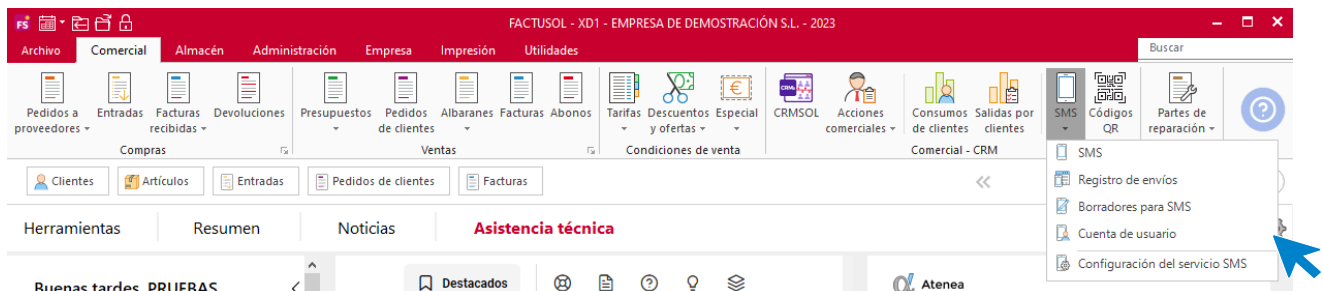 FS FACTUSOL - XD1 - EMPRESA DE DEMOSTRACIÓN S.L. - 2023
Archivo Comercial Almacén Administración Empresa Impresión Utilidades Buscar
Pedidos a proveedores Entradas Facturas recibidas Devoluciones Presupuestos Pedidos de clientes Albaranes Facturas Abonos Tarifas Descuentos y ofertas Especial CRMSOL Acciones comerciales Consumos de clientes Salidas por clientes SMS Códigos QR Partes de reparación
Compras Ventas Condiciones de venta Comercial - CRM
SMS
Registro de envíos
Borradores para SMS
Cuenta de usuario
Configuración del servicio SMS
Clientes Artículos Entradas Pedidos de clientes Facturas
Herramientas Resumen Noticias Asistencia técnica
Buenas tardes, PRUEBAS Destacados Atenea